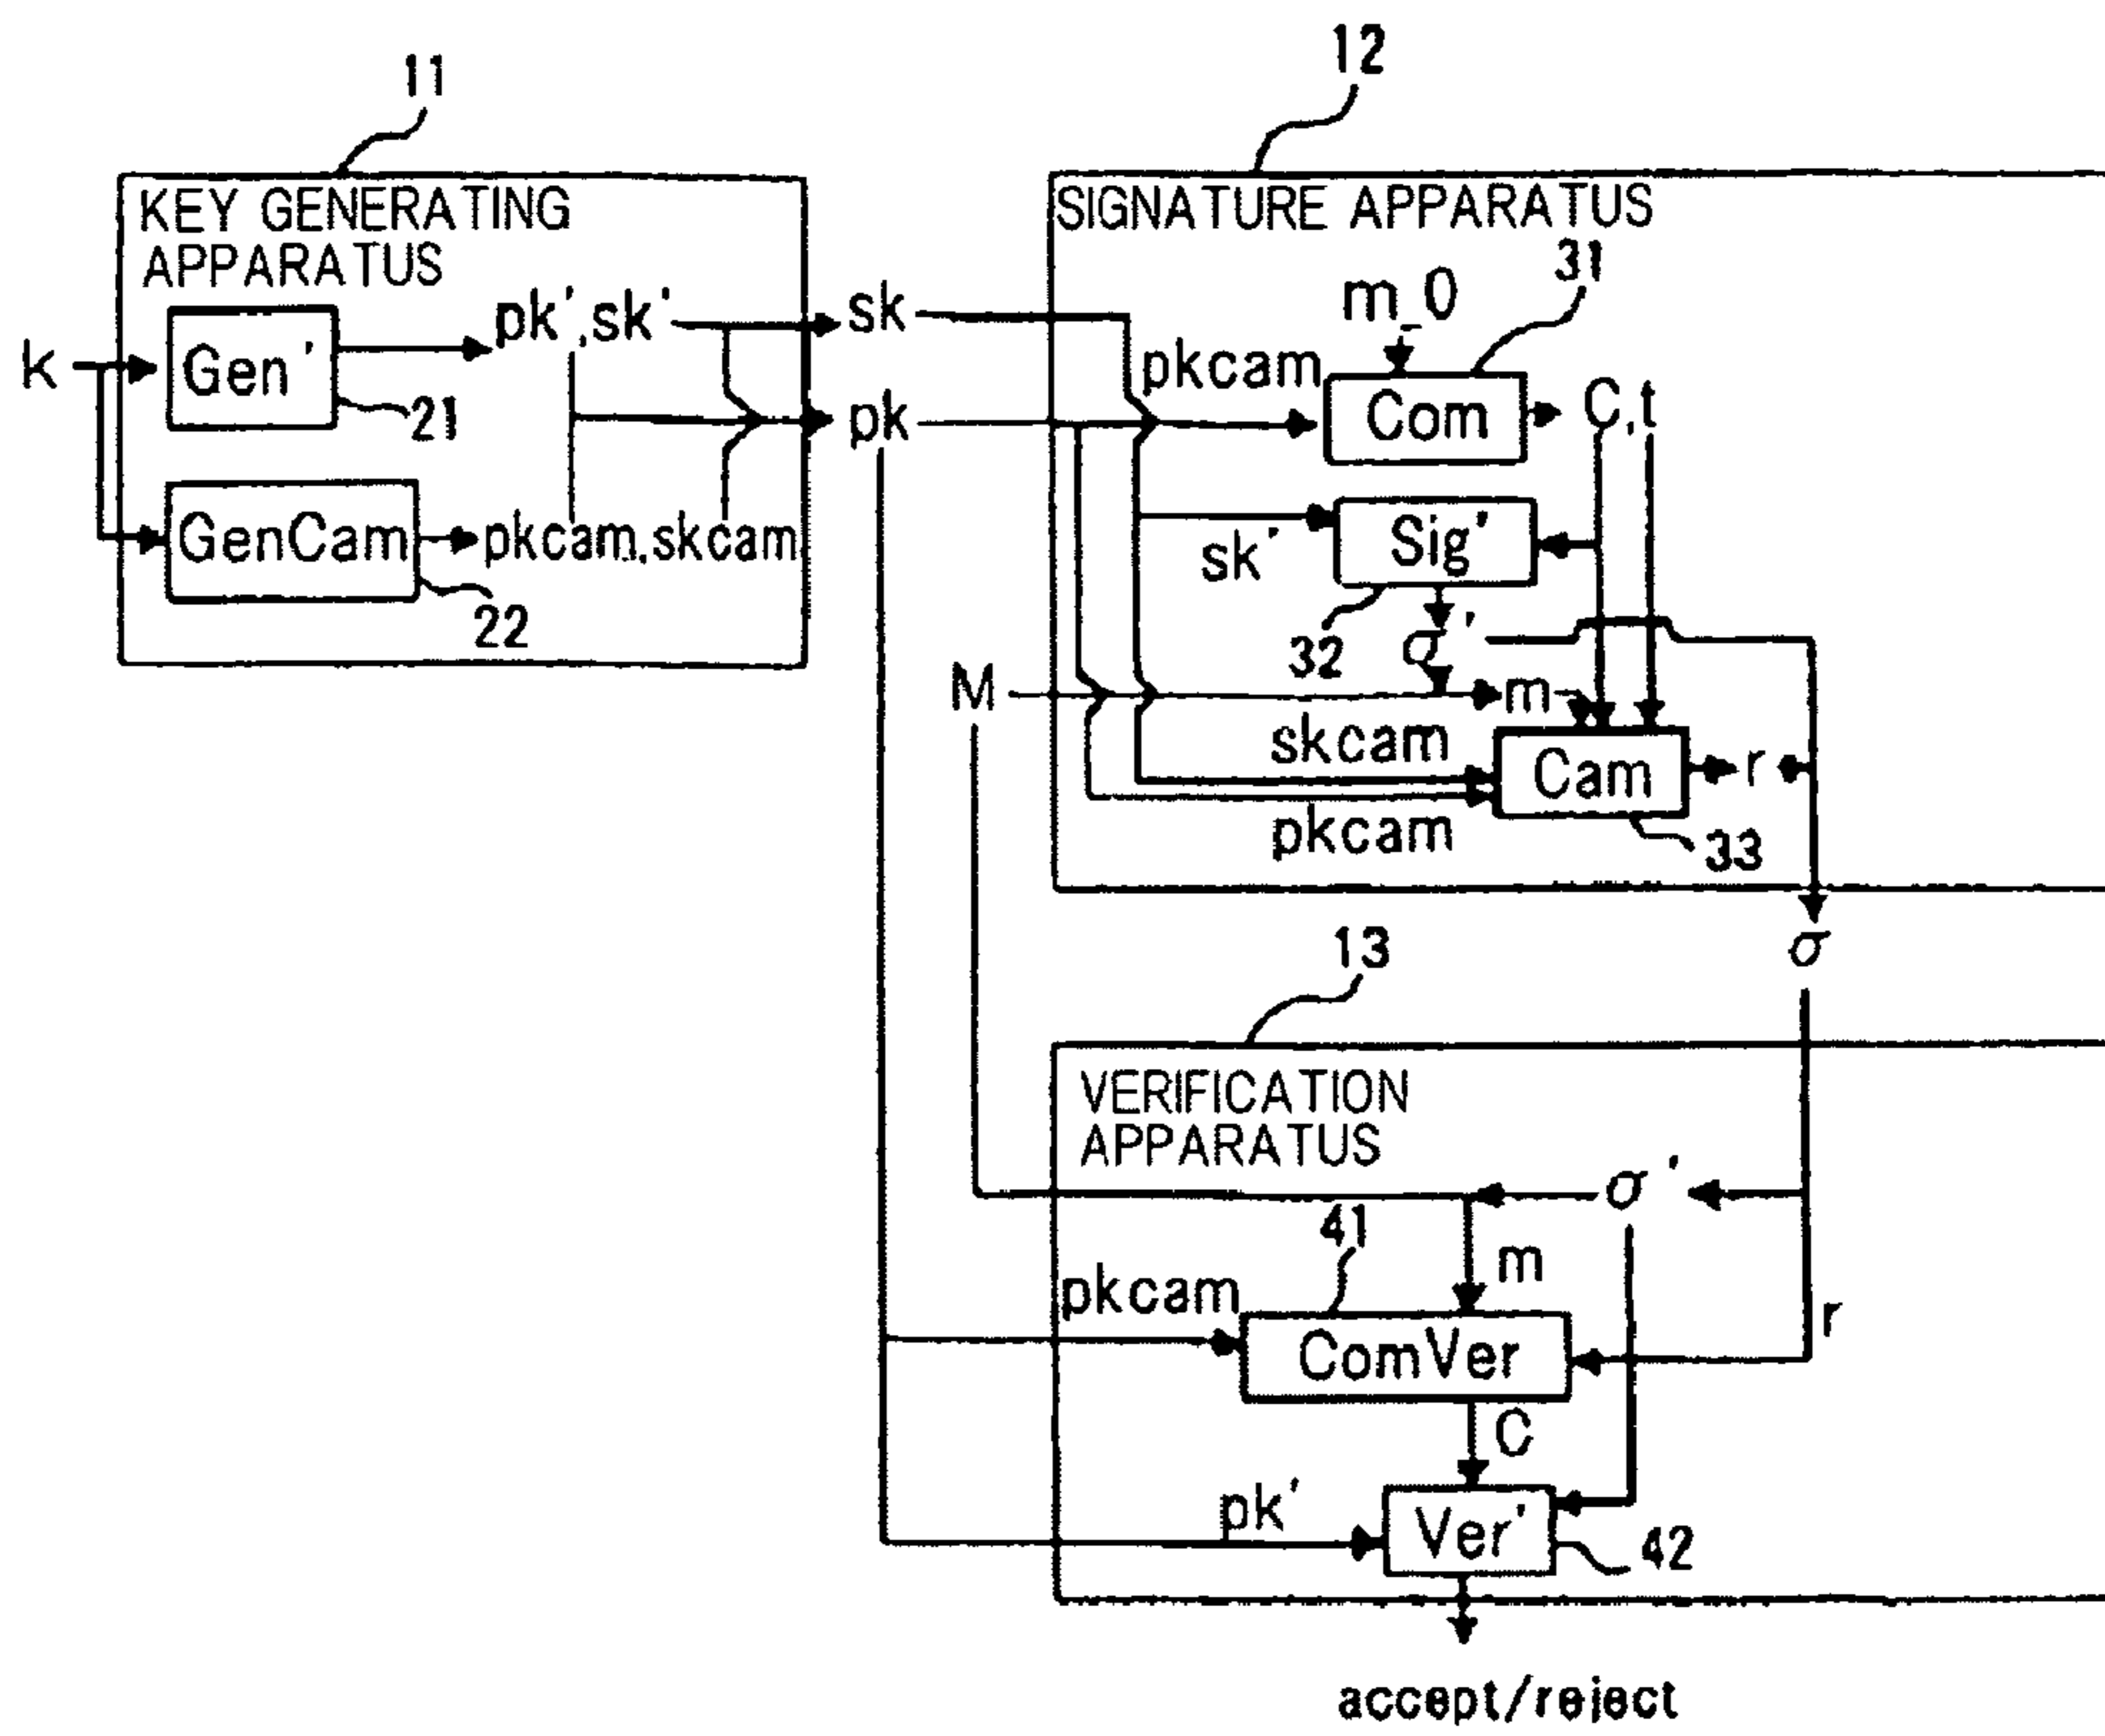 11
12
KEY GENERATING
APPARATUS
k
Gen'
21
pk',sk'
GenCam
22
pkcam,skcam
sk
pk
SIGNATURE APPARATUS
m_0
31
pkcam
Com
C,t
sk'
Sig'
32
σ'
M
m
skcam
Cam
r
pkcam
33
σ
13
VERIFICATION
APPARATUS
σ'
41
m
pkcam
ComVer
r
C
pk'
Ver'
42
accept/reject